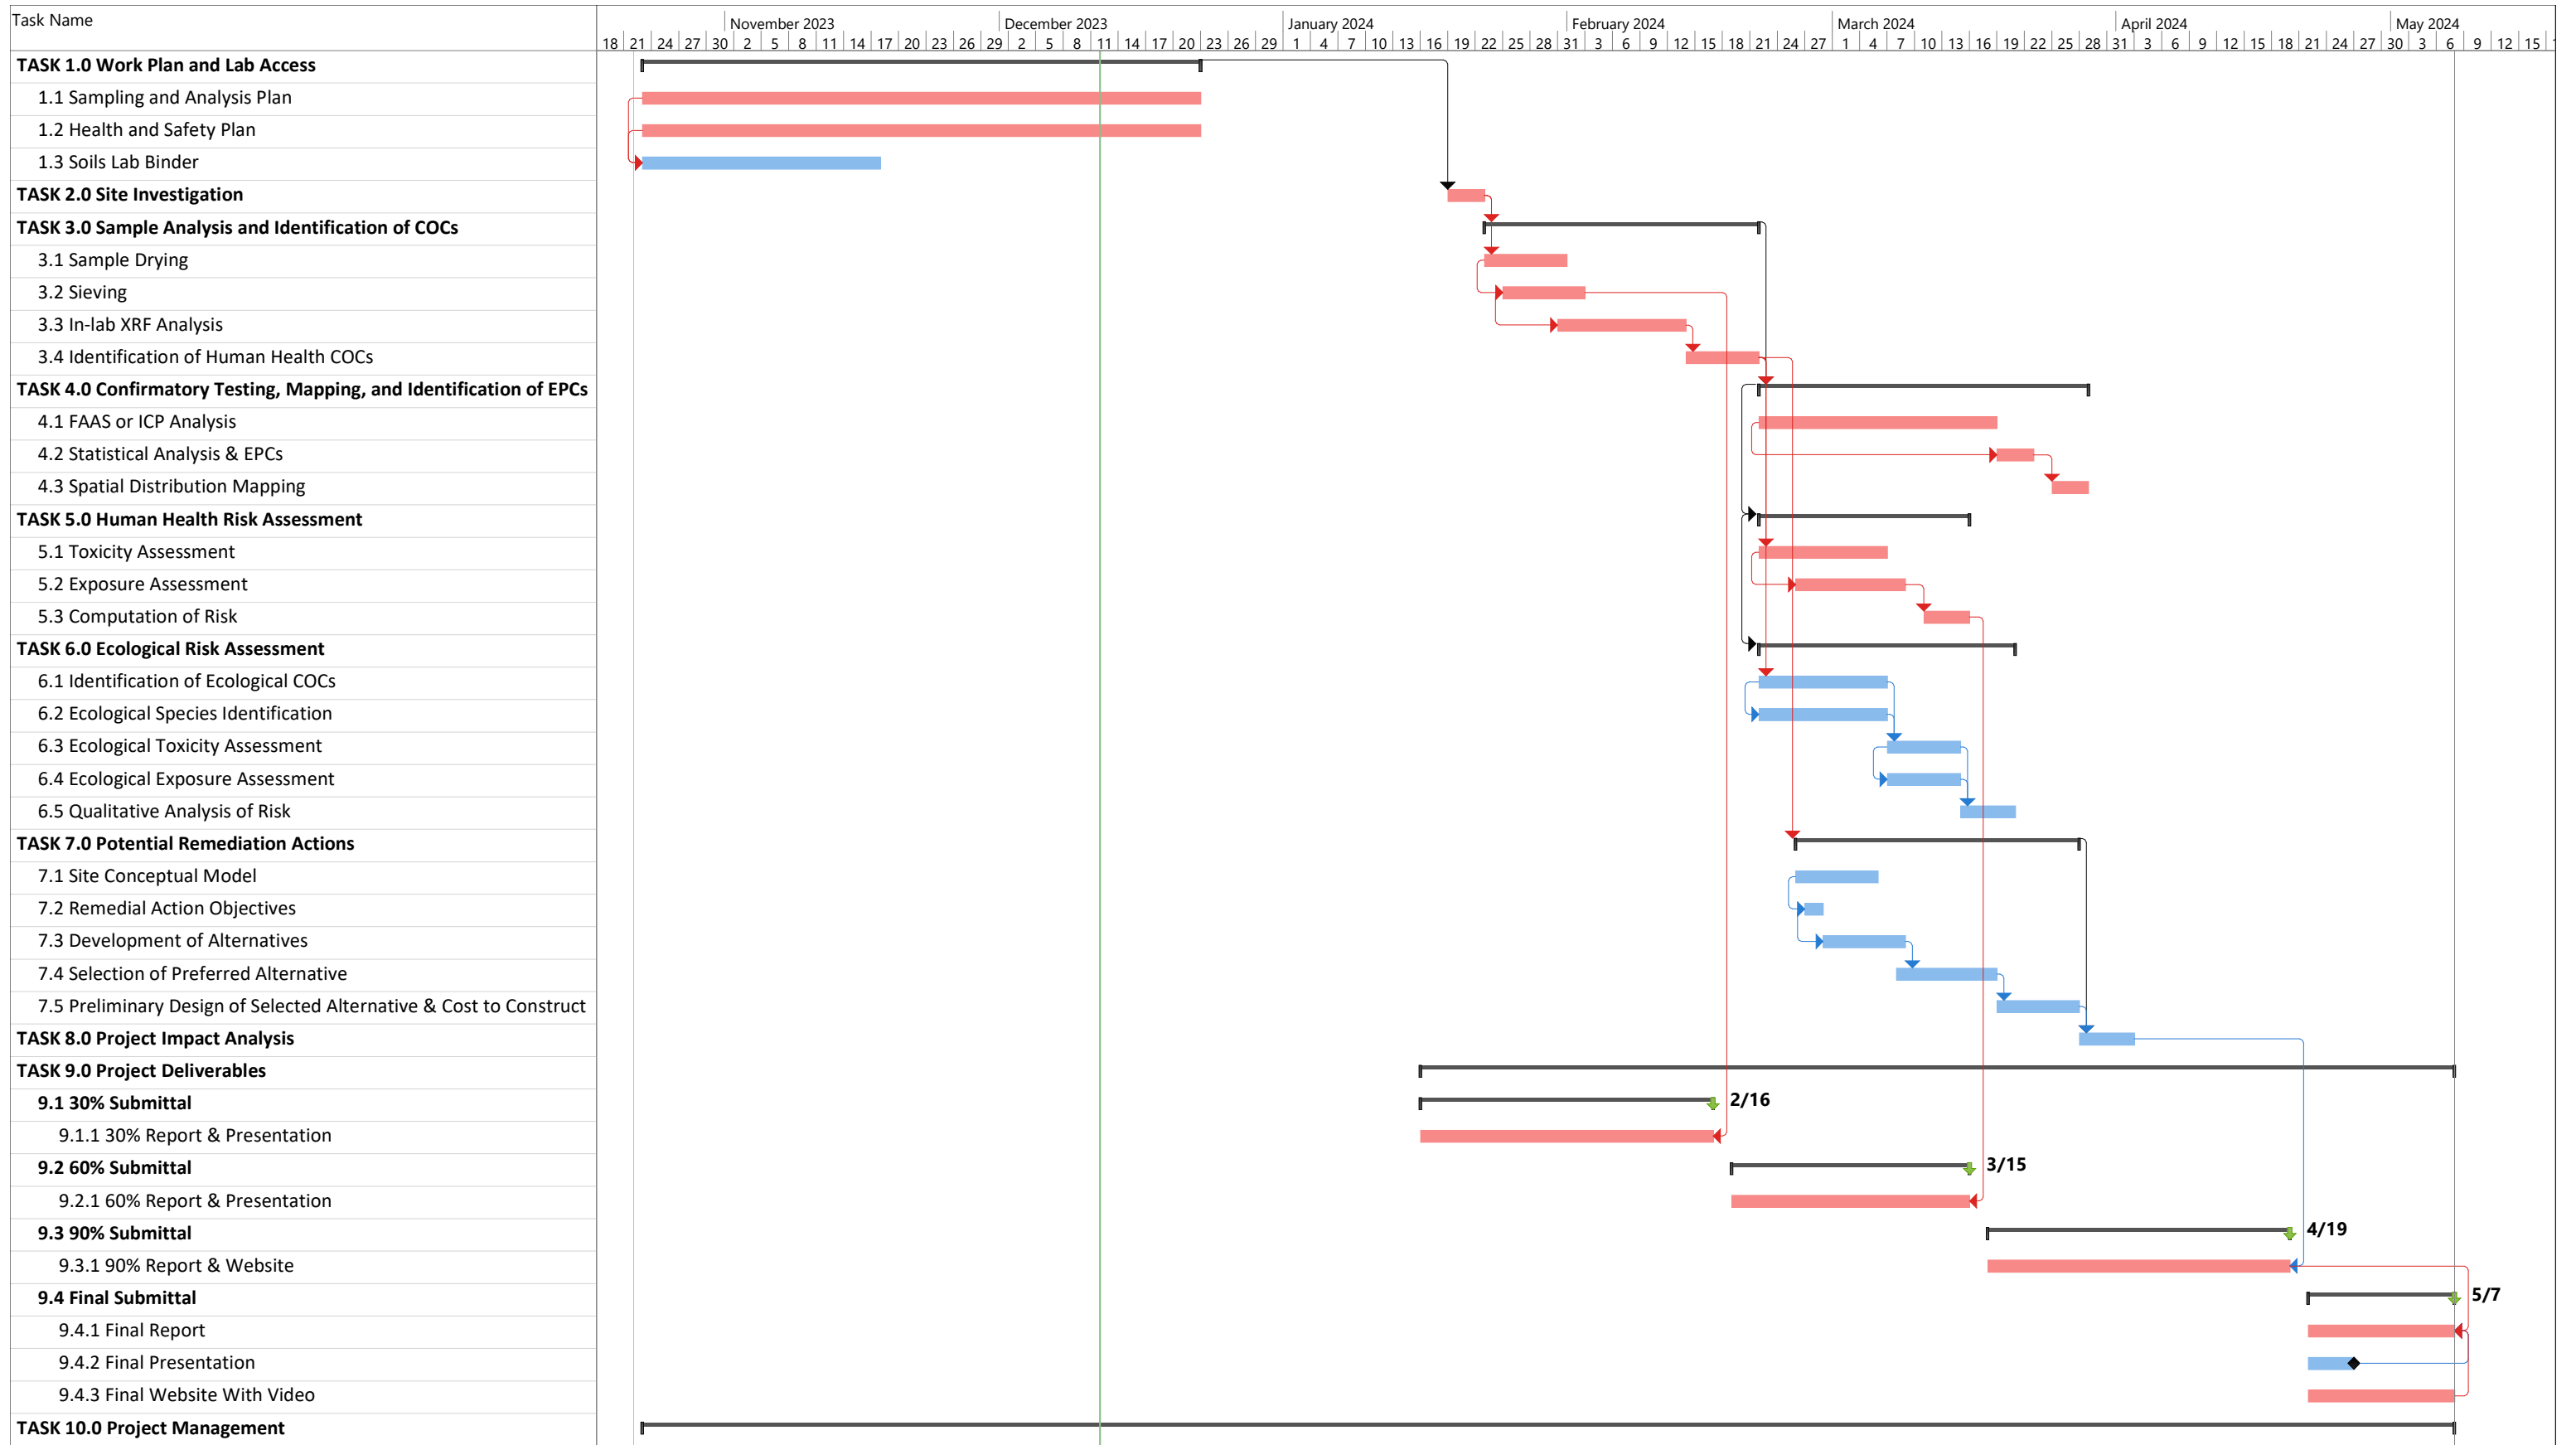 Task Name
November 2023 December 2023 January 2024 February 2024 March 2024 April 2024 May 2024
18 21 24 27 30 2 5 8 11 14 17 20 23 26 29 2 5 8 11 14 17 20 23 26 29 1 4 7 10 13 16 19 22 25 28 31 3 6 9 12 15 18 21 24 27 1 4 7 10 13 16 19 22 25 28 31 3 6 9 12 15 18 21 24 27 30 3 6 9 12 15
TASK 1.0 Work Plan and Lab Access
1.1 Sampling and Analysis Plan
1.2 Health and Safety Plan
1.3 Soils Lab Binder
TASK 2.0 Site Investigation
TASK 3.0 Sample Analysis and Identification of COCs
3.1 Sample Drying
3.2 Sieving
3.3 In-lab XRF Analysis
3.4 Identification of Human Health COCs
TASK 4.0 Confirmatory Testing, Mapping, and Identification of EPCs
4.1 FAAS or ICP Analysis
4.2 Statistical Analysis & EPCs
4.3 Spatial Distribution Mapping
TASK 5.0 Human Health Risk Assessment
5.1 Toxicity Assessment
5.2 Exposure Assessment
5.3 Computation of Risk
TASK 6.0 Ecological Risk Assessment
6.1 Identification of Ecological COCs
6.2 Ecological Species Identification
6.3 Ecological Toxicity Assessment
6.4 Ecological Exposure Assessment
6.5 Qualitative Analysis of Risk
TASK 7.0 Potential Remediation Actions
7.1 Site Conceptual Model
7.2 Remedial Action Objectives
7.3 Development of Alternatives
7.4 Selection of Preferred Alternative
7.5 Preliminary Design of Selected Alternative & Cost to Construct
TASK 8.0 Project Impact Analysis
TASK 9.0 Project Deliverables
9.1 30% Submittal 2/16
9.1.1 30% Report & Presentation
9.2 60% Submittal 3/15
9.2.1 60% Report & Presentation
9.3 90% Submittal 4/19
9.3.1 90% Report & Website
9.4 Final Submittal 5/7
9.4.1 Final Report
9.4.2 Final Presentation
9.4.3 Final Website With Video
TASK 10.0 Project Management